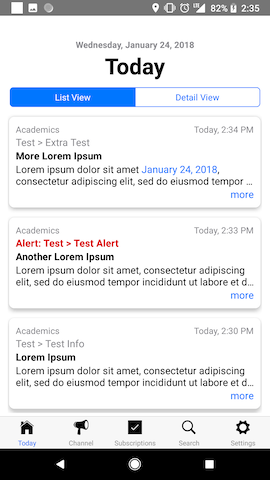 82% 2:35
Wednesday, January 24, 2018
Today
List View Detail View
Academics Today, 2:34 PM
Test > Extra Test
More Lorem Ipsum
Lorem ipsum dolor sit amet January 24, 2018,
consectetur adipiscing elit, sed do eiusmod tempor ...
more
Academics Today, 2:33 PM
Alert: Test > Test Alert
Another Lorem Ipsum
Lorem ipsum dolor sit amet, consectetur adipiscing
elit, sed do eiusmod tempor incididunt ut labore et d...
more
Academics Today, 2:30 PM
Test > Test Info
Lorem Ipsum
Lorem ipsum dolor sit amet, consectetur adipiscing
elit, sed do eiusmod tempor incididunt ut labore et d...
more
Today Channel Subscriptions Search Settings